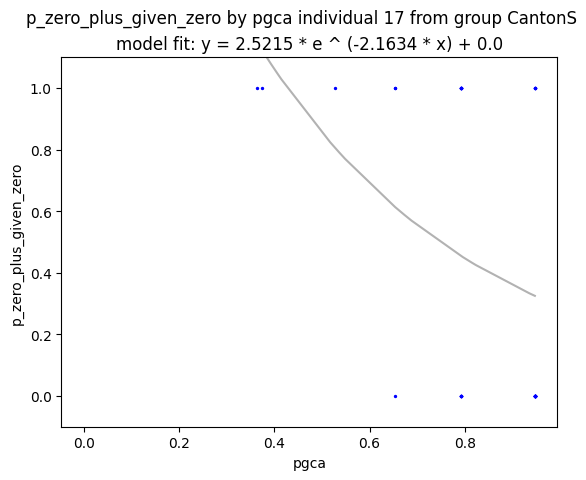 p_zero_plus_given_zero by pgca individual 17 from group CantonS
model fit: y = 2.5215 * e ^ (-2.1634 * x) + 0.0
1.0
0.8
0.6
0.4
0.2
0.0
p_zero_plus_given_zero
0.0 0.2 0.4 0.6 0.8
pgca